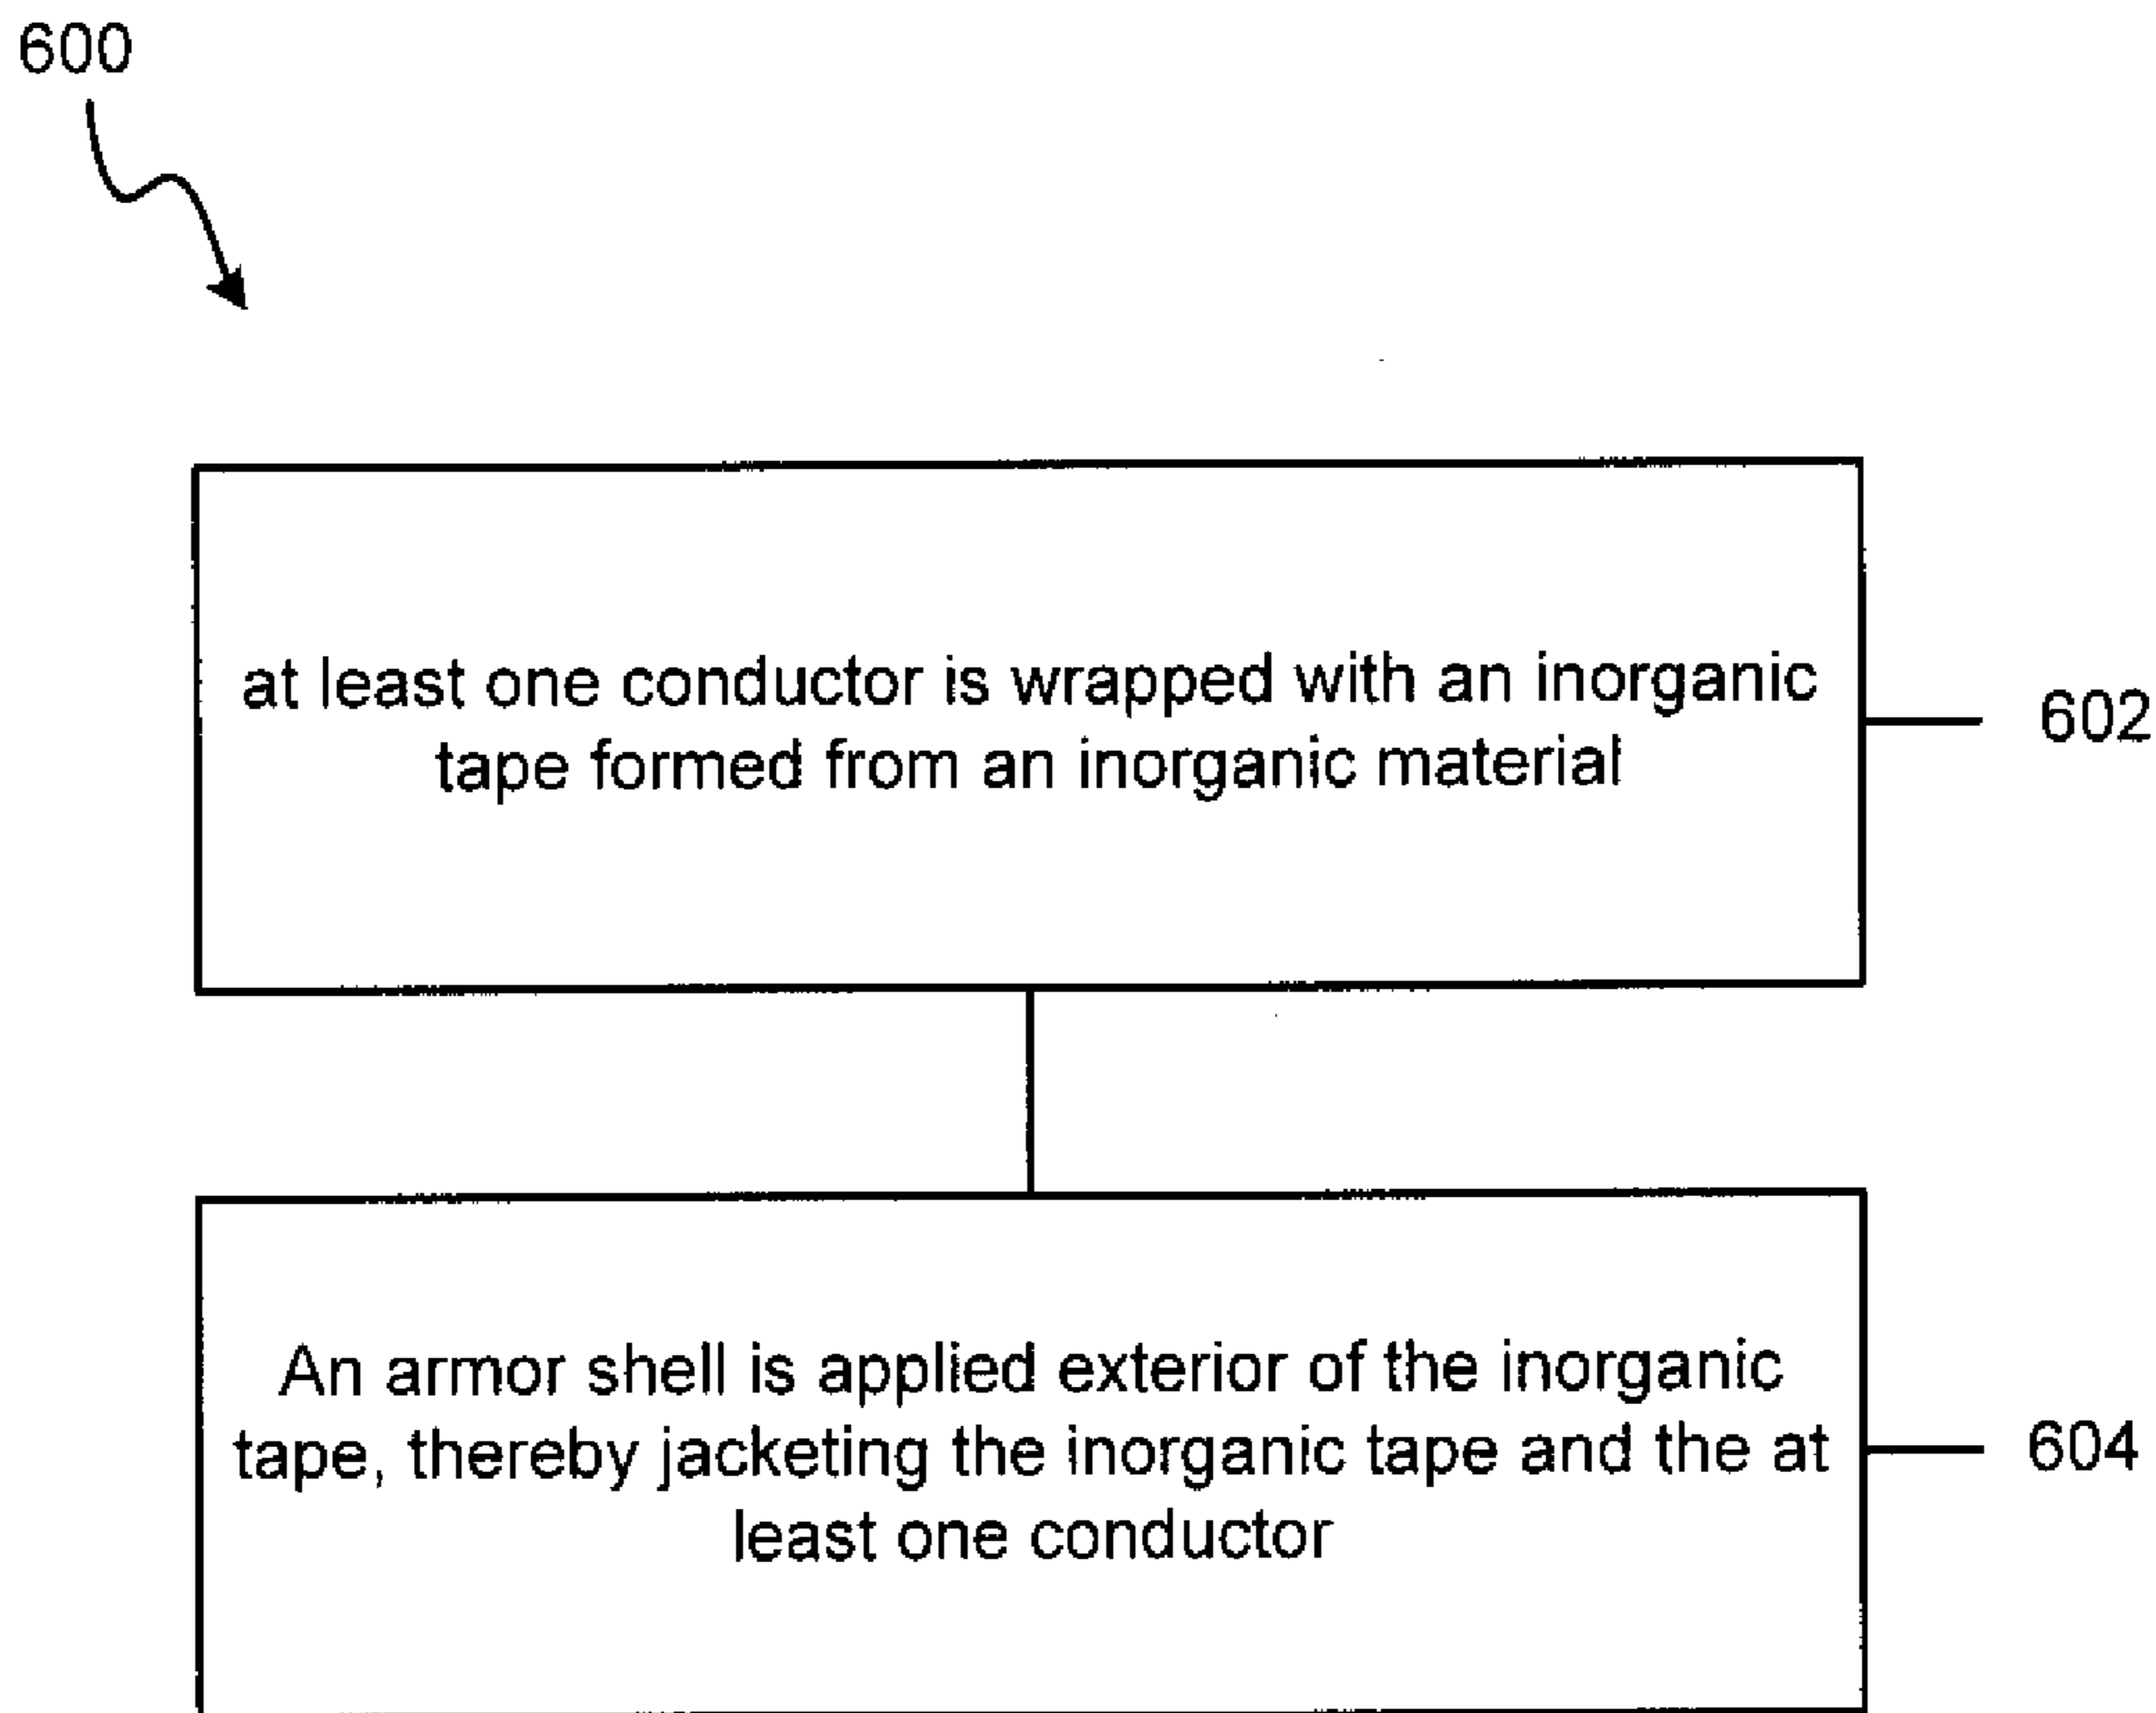 600
at least one conductor is wrapped with an inorganic
tape formed from an inorganic material
602
An armor shell is applied exterior of the inorganic
tape, thereby jacketing the inorganic tape and the at
least one conductor
604